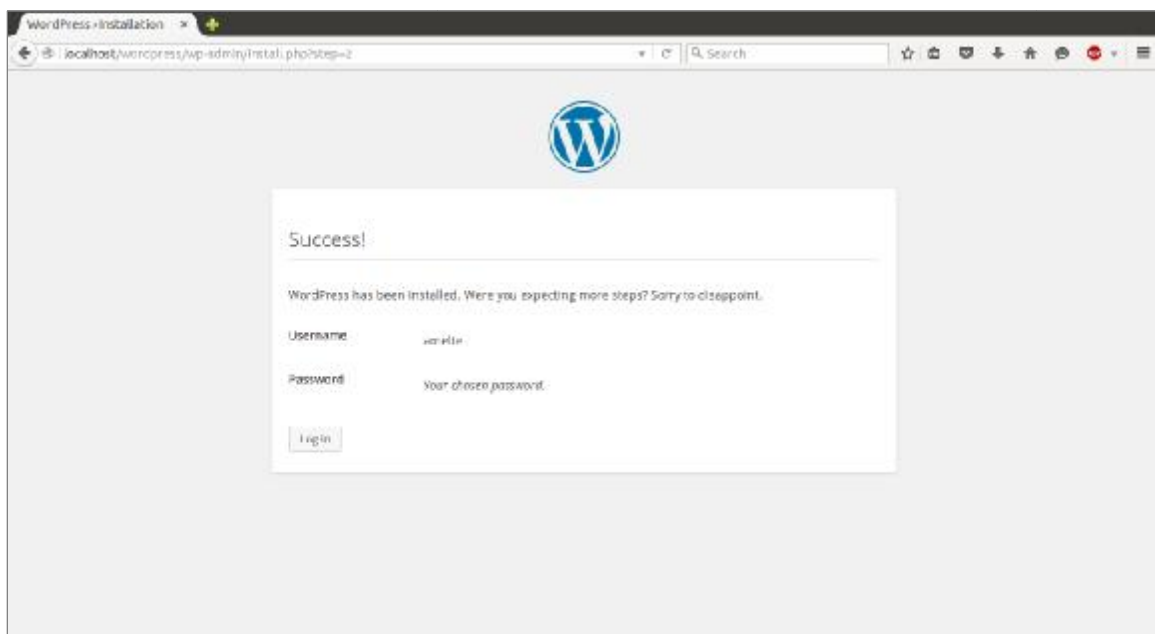 WordPress › Installation
localhost/wordpress/wp-admin/install.php?step=2
Search
Success!
WordPress has been installed. Were you expecting more steps? Sorry to disappoint.
Username
Password
Your chosen password.
Log In